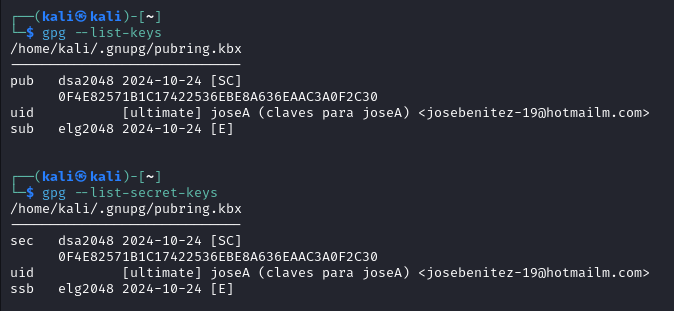 ┌──(kali㉿kali)-[~]
└─$ gpg --list-keys
/home/kali/.gnupg/pubring.kbx
-----------------------------
pub   dsa2048 2024-10-24 [SC]
      0F4E82571B1C17422536EBE8A636EAAC3A0F2C30
uid           [ultimate] joseA (claves para joseA) <josebenitez-19@hotmailm.com>
sub   elg2048 2024-10-24 [E]
┌──(kali㉿kali)-[~]
└─$ gpg --list-secret-keys
/home/kali/.gnupg/pubring.kbx
-----------------------------
sec   dsa2048 2024-10-24 [SC]
      0F4E82571B1C17422536EBE8A636EAAC3A0F2C30
uid           [ultimate] joseA (claves para joseA) <josebenitez-19@hotmailm.com>
ssb   elg2048 2024-10-24 [E]